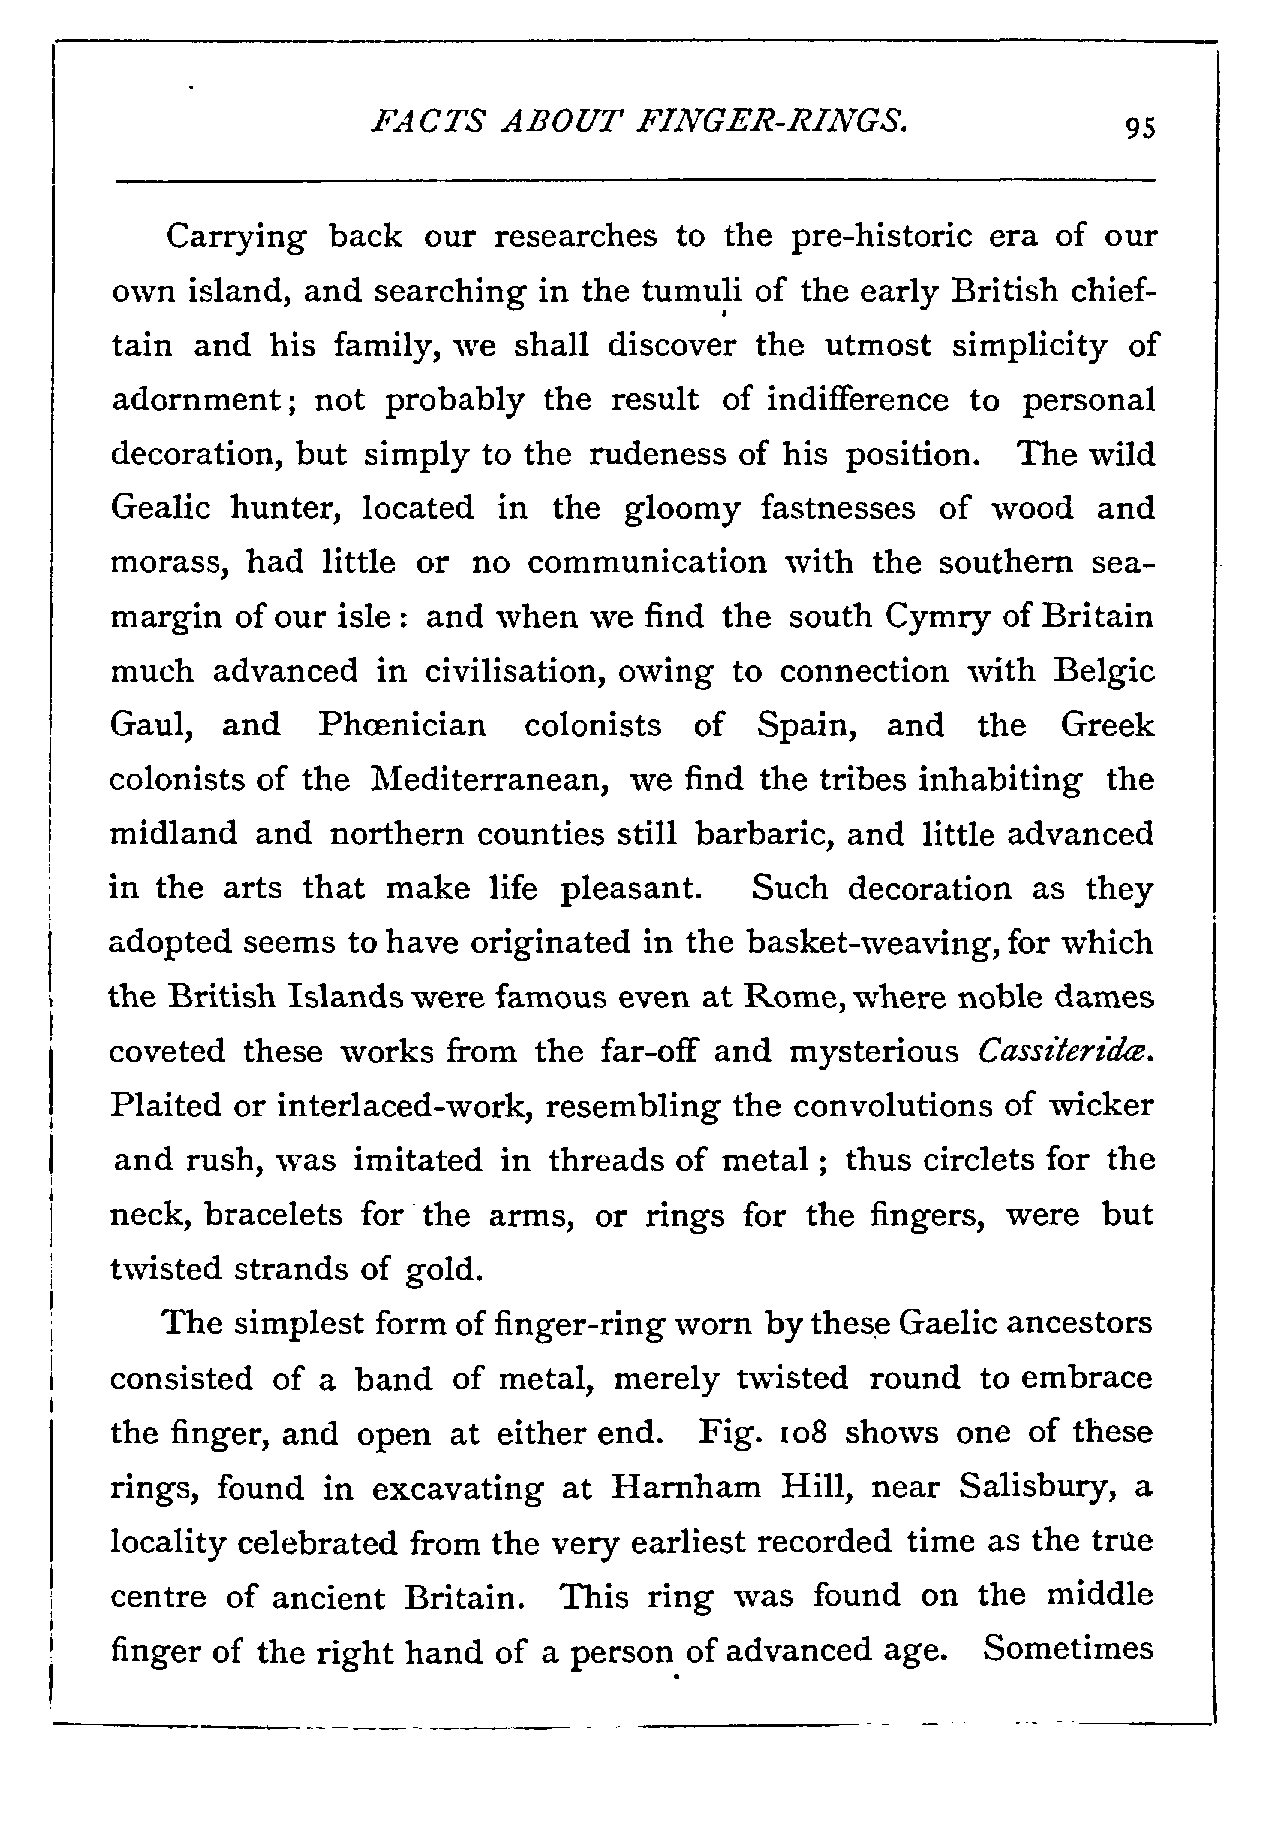 FACTS ABOUT FINGER-RINGS. 95
Carrying back our researches to the pre-historic era of our
own island, and searching in the tumuli of the early British chief-
tain and his family, we shall discover the utmost simplicity of
adornment; not probably the result of indifference to personal
decoration, but simply to the rudeness of his position. The wild
Gealic hunter, located in the gloomy fastnesses of wood and
morass, had little or no communication with the southern sea-
margin of our isle: and when we find the south Cymry of Britain
much advanced in civilisation, owing to connection with Belgic
Gaul, and Phœnician colonists of Spain, and the Greek
colonists of the Mediterranean, we find the tribes inhabiting the
midland and northern counties still barbaric, and little advanced
in the arts that make life pleasant. Such decoration as they
adopted seems to have originated in the basket-weaving, for which
the British Islands were famous even at Rome, where noble dames
coveted these works from the far-off and mysterious Cassiteridæ.
Plaited or interlaced-work, resembling the convolutions of wicker
and rush, was imitated in threads of metal; thus circlets for the
neck, bracelets for the arms, or rings for the fingers, were but
twisted strands of gold.
The simplest form of finger-ring worn by these Gaelic ancestors
consisted of a band of metal, merely twisted round to embrace
the finger, and open at either end. Fig. 108 shows one of these
rings, found in excavating at Harnham Hill, near Salisbury, a
locality celebrated from the very earliest recorded time as the true
centre of ancient Britain. This ring was found on the middle
finger of the right hand of a person of advanced age. Sometimes